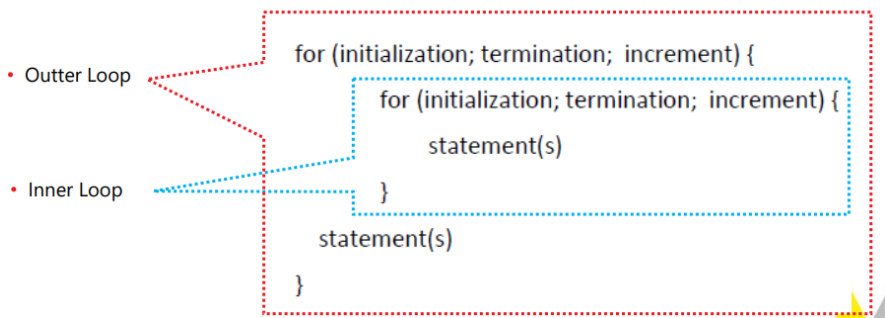 for (initialization; termination; increment) {
• Outter Loop
for (initialization; termination; increment) {
statement(s)
• Inner Loop
}
statement(s)
}